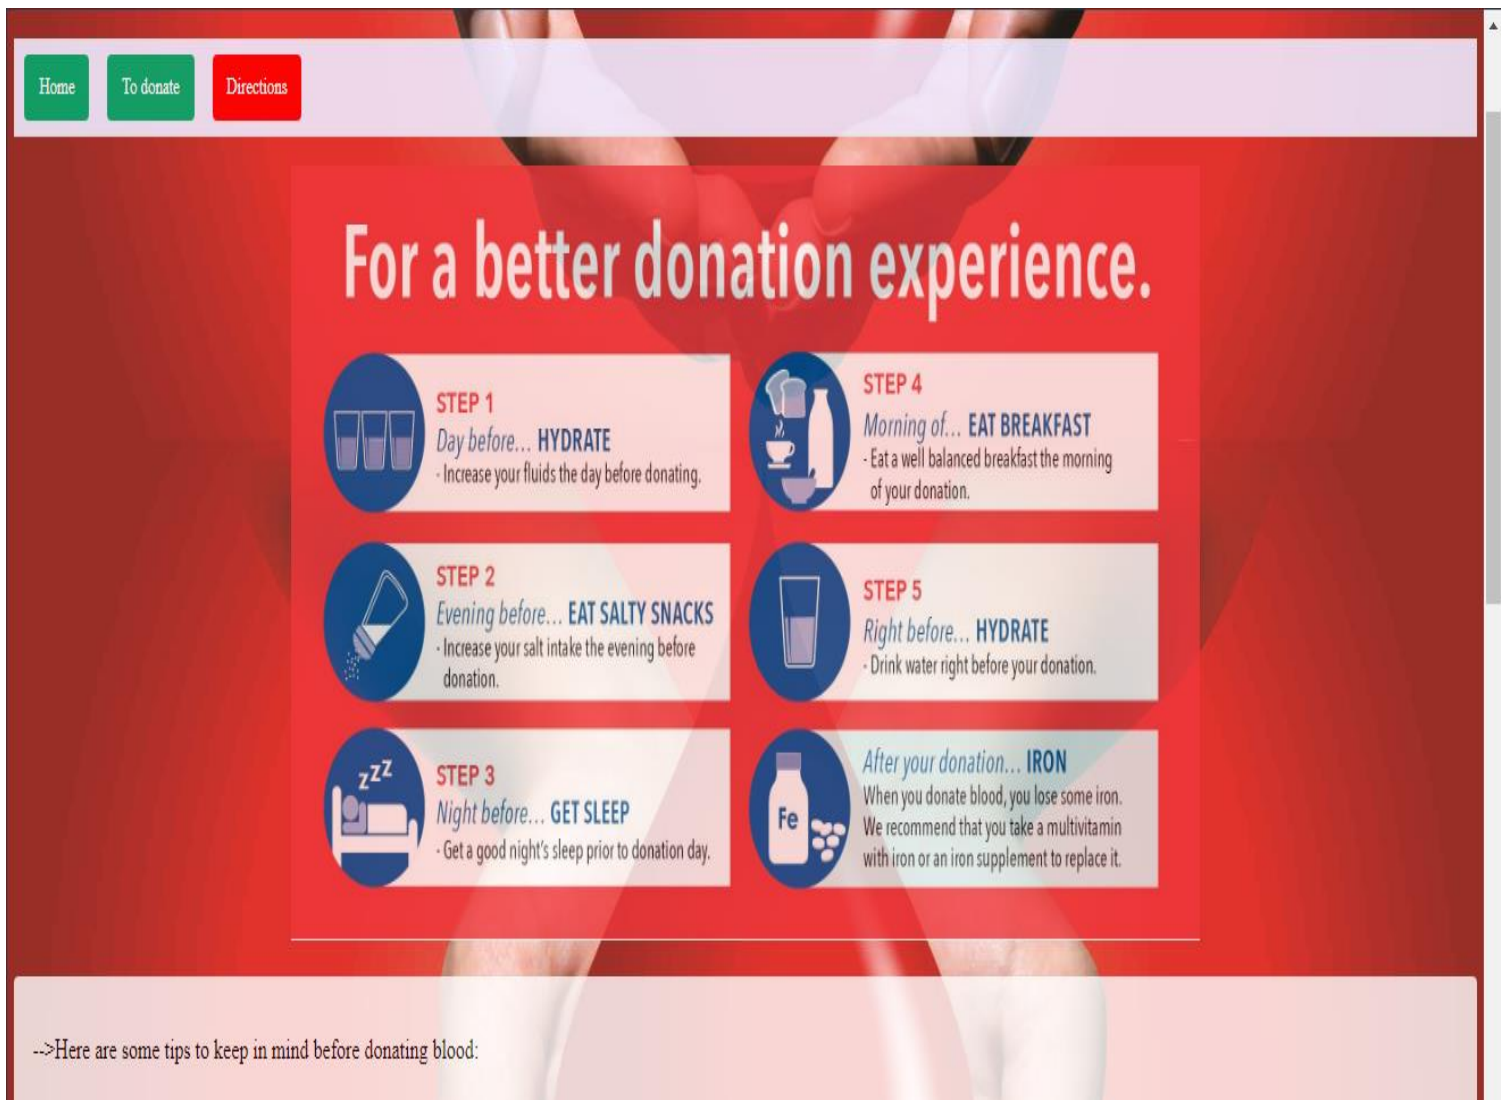 Home
To donate
Directions
For a better donation experience.
STEP 1
Day before... HYDRATE
- Increase your fluids the day before donating.
STEP 2
Evening before... EAT SALTY SNACKS
- Increase your salt intake the evening before
donation.
STEP 3
zzZ
Night before... GET SLEEP
- Get a good night's sleep prior to donation day.
STEP 4
Morning of... EAT BREAKFAST
- Eat a well balanced breakfast the morning
of your donation.
STEP 5
Right before... HYDRATE
- Drink water right before your donation.
Fe
After your donation... IRON
When you donate blood, you lose some iron.
We recommend that you take a multivitamin
with iron or an iron supplement to replace it.
-->Here are some tips to keep in mind before donating blood: